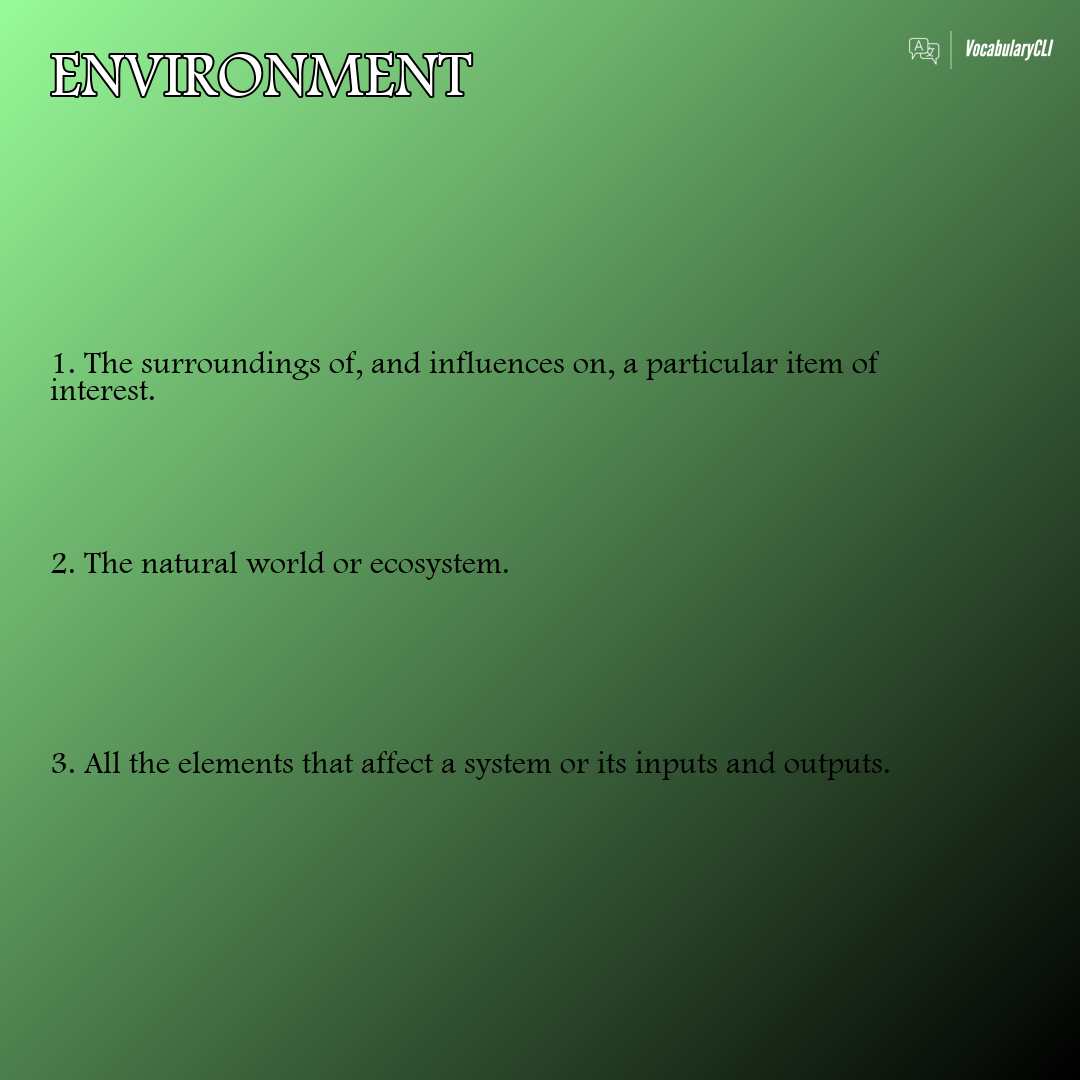 ENVIRONMENT
VocabularyCLI
1. The surroundings of, and influences on, a particular item of
interest.
2. The natural world or ecosystem.
3. All the elements that affect a system or its inputs and outputs.